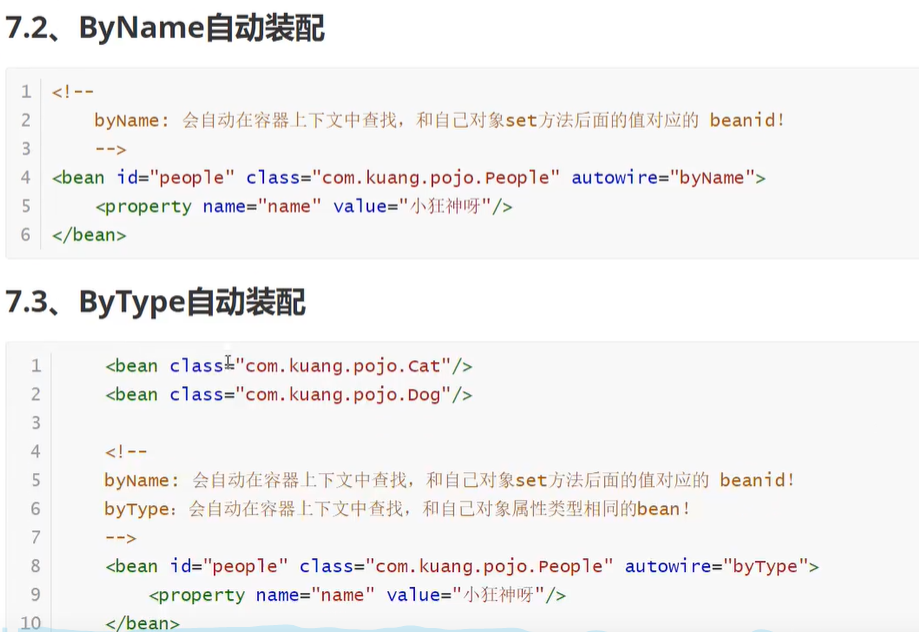 7.2、ByName自动装配
1 <!--
2 byName: 会自动在容器上下文中查找，和自己对象set方法后面的值对应的 beanid!
3 -->
4 <bean id="people" class="com.kuang.pojo.People" autowire="byName">
5 <property name="name" value="小狂神呀"/>
6 </bean>
7.3、ByType自动装配
1 <bean class="com.kuang.pojo.Cat"/>
2 <bean class="com.kuang.pojo.Dog"/>
3
4 <!--
5 byName: 会自动在容器上下文中查找，和自己对象set方法后面的值对应的 beanid!
6 byType：会自动在容器上下文中查找，和自己对象属性类型相同的bean!
7 -->
8 <bean id="people" class="com.kuang.pojo.People" autowire="byType">
9 <property name="name" value="小狂神呀"/>
10 </bean>